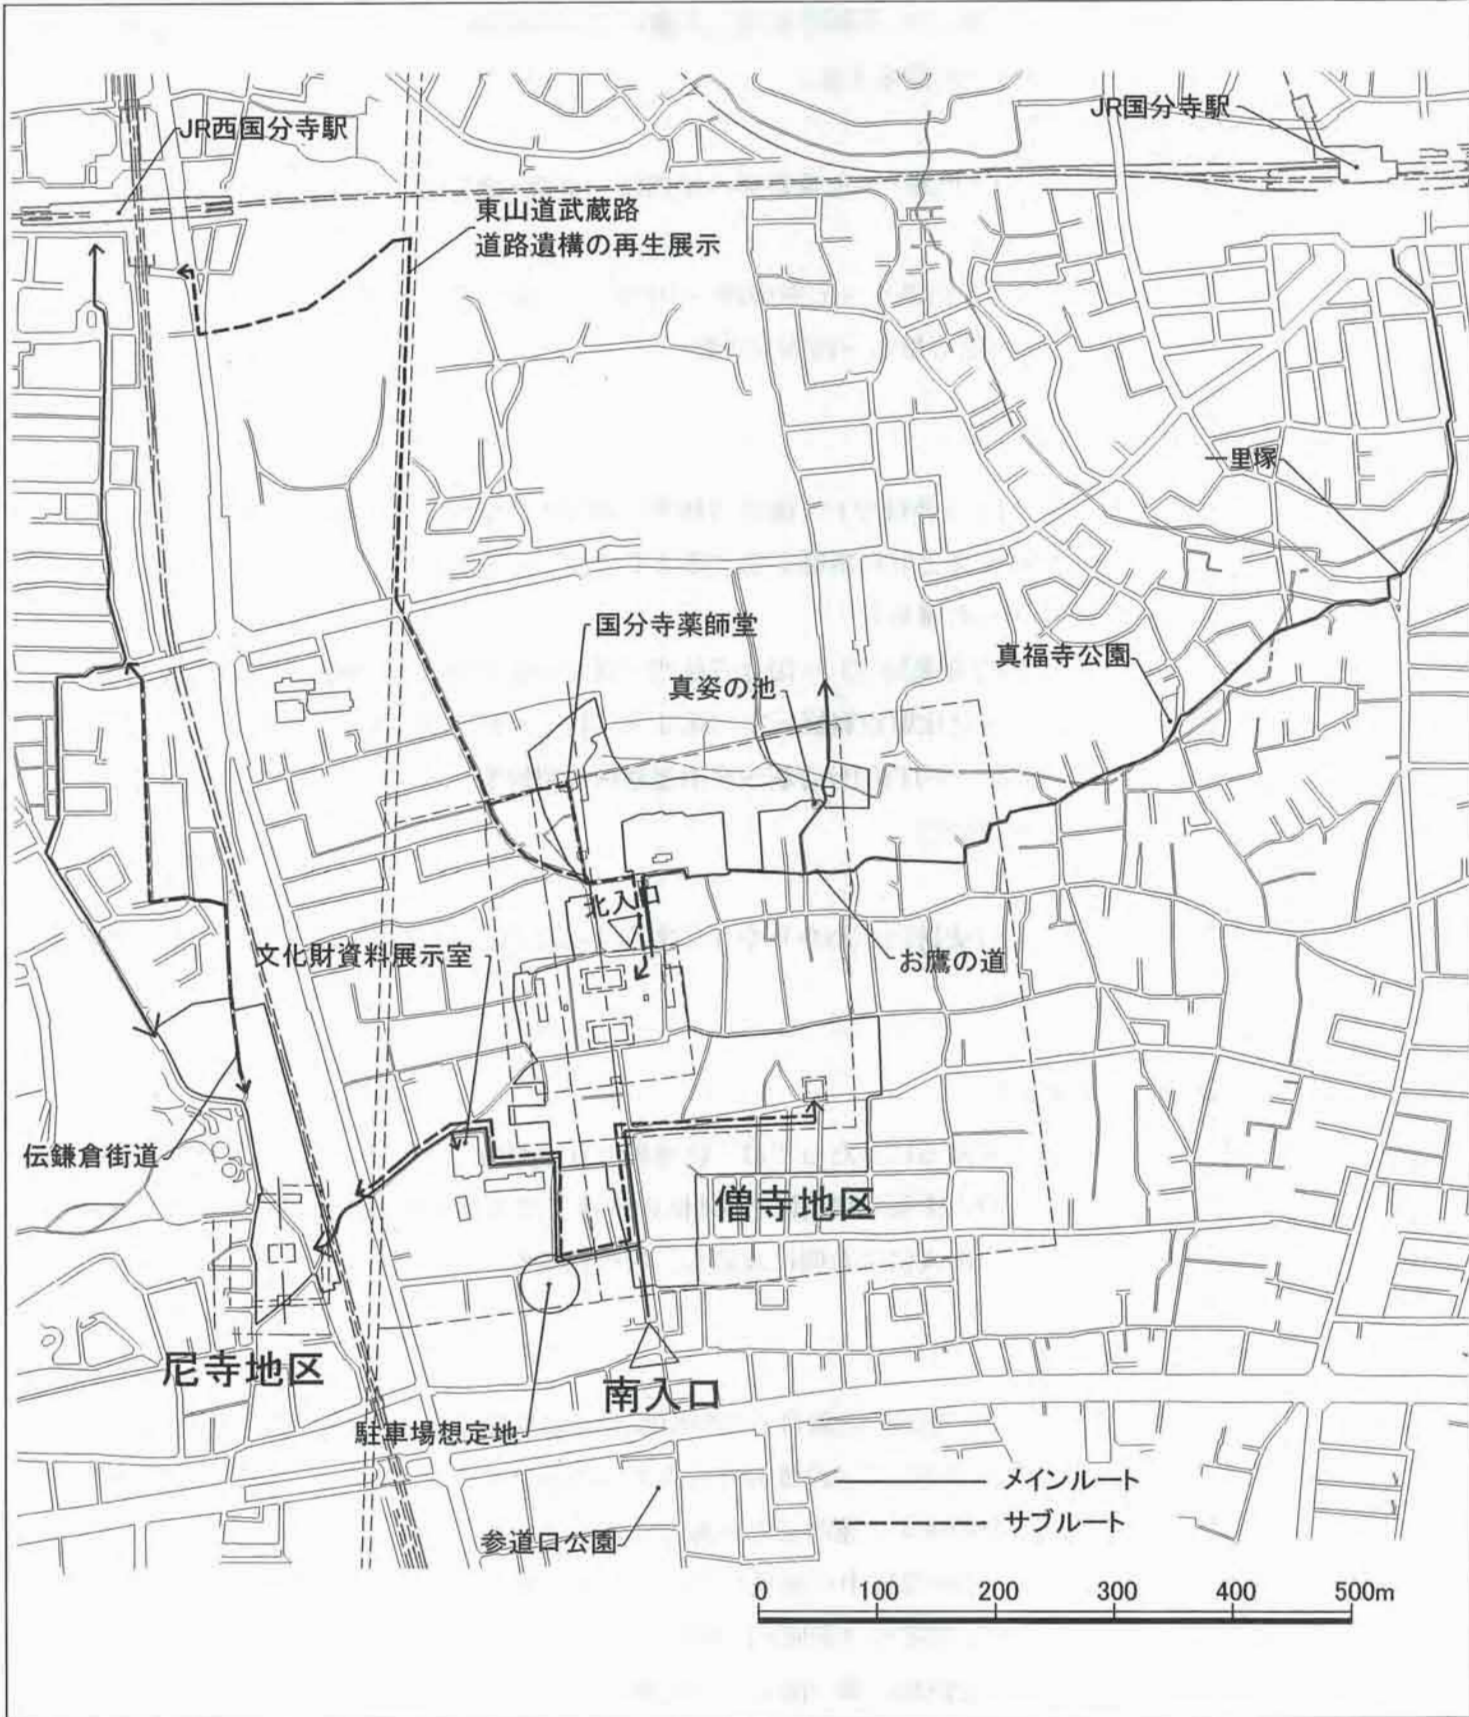 JR国分寺駅
JR西国分寺駅
東山道武蔵路
道路遺構の再生展示
一里塚
国分寺薬師堂
真福寺公園
真姿の池
北入口
文化財資料展示室
お鷹の道
伝鎌倉街道
僧寺地区
尼寺地区
南入口
駐車場想定地
メインルート
サブルート
参道口公園
0 100 200 300 400 500m